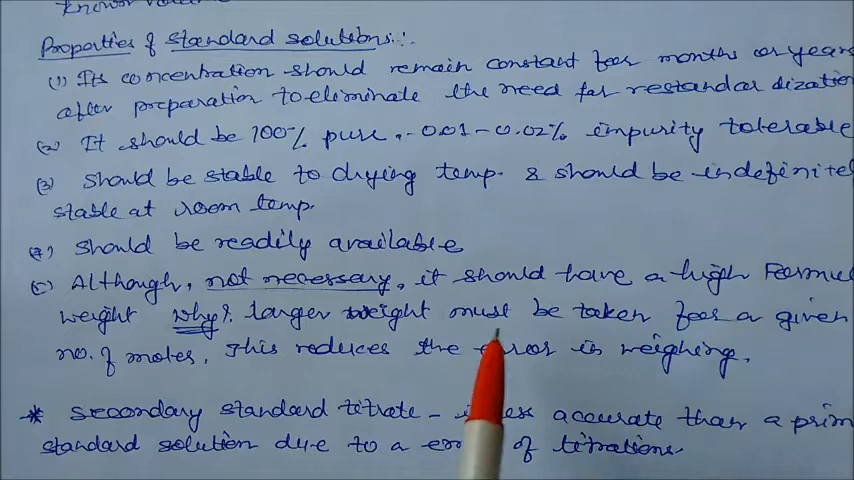 known
Properties of standard solutions:.
(1) Its concentration should remain constant for months or years
after preparation to eliminate the need for restandardization
(2) It should be 100% pure. - 0.01-0.02% impurity tolerable
(3) Should be stable to drying temp. & should be indefinitel
stable at room temp.
(4) Should be readily available
(5) Although, not necessary, it should have a high Formul
weight why? larger weight must be taken for a given
no. of moles. This reduces the error in weighing.
* Secondary standard titrate - less accurate than a prim
standard solution due to a of titrations.